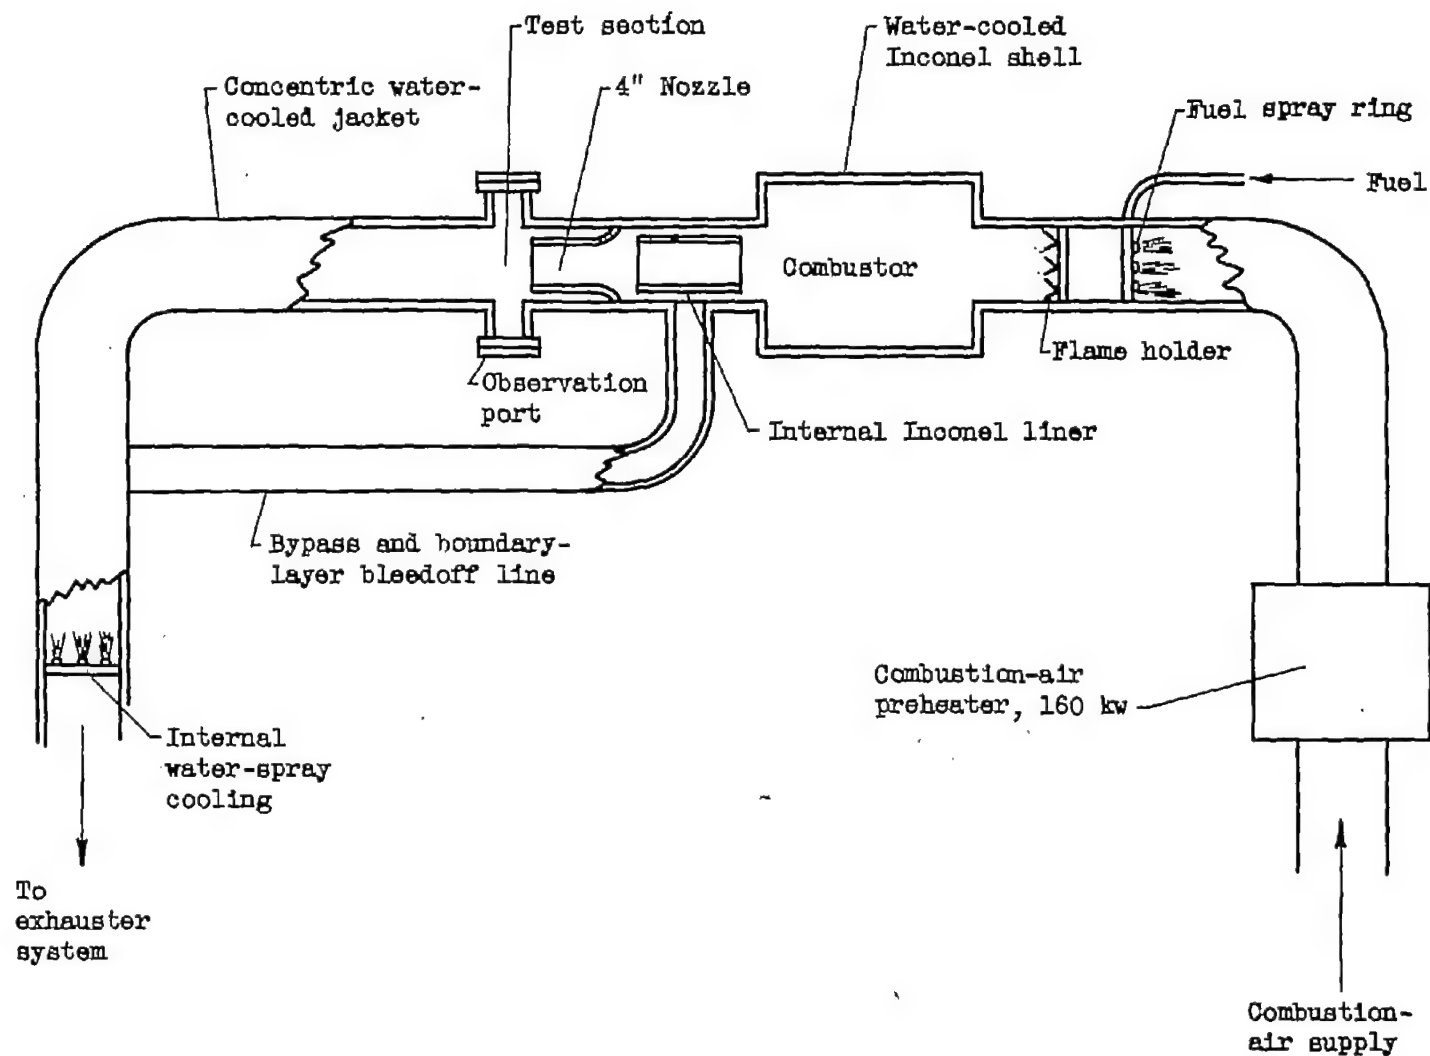 Test section
Water-cooled
Inconel shell
Concentric water-
cooled jacket
4" Nozzle
Fuel spray ring
Fuel
Combustor
Flame holder
Observation
port
Internal Inconel liner
Bypass and boundary-
layer bleedoff line
Combustion-air
preheater, 160 kw
Internal
water-spray
cooling
To
exhauster
system
Combustion-
air supply